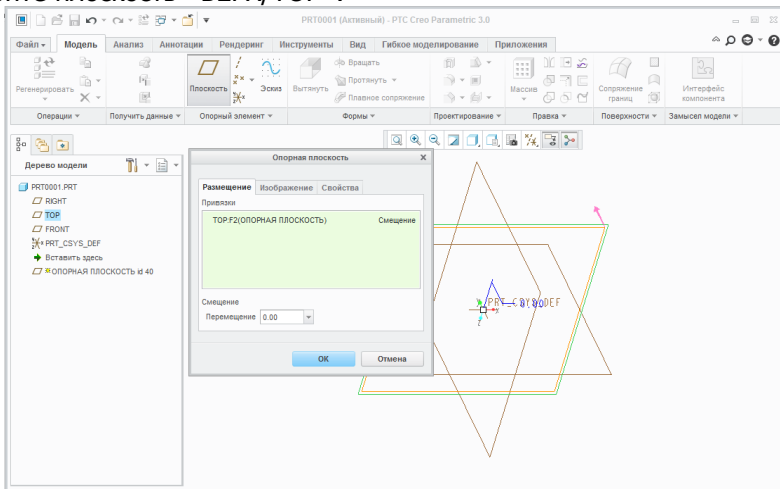 плоскость
PRT0001 (Активный) - PTC Creo Parametric 3.0
Файл Модель Анализ Аннотации Рендеринг Инструменты Вид Гибкое моделирование Приложения
Регенерировать
Плоскость
Эскиз
Вытянуть
Вращать
Протянуть
Плавное сопряжение
Массив
Сопряжение границ
Интерфейс компонента
Операции Получить данные Опорный элемент Формы Проектирование Правка Поверхности Замысел модели
Дерево модели
PRT0001.PRT
RIGHT
TOP
FRONT
PRT_CSYS_DEF
Вставить здесь
ОПОРНАЯ ПЛОСКОСТЬ id 40
Опорная плоскость
Размещение Изображение Свойства
Привязки
TOP:F2(ОПОРНАЯ ПЛОСКОСТЬ) Смещение
Смещение
Перемещение 0.00
ОК Отмена
PRT_CSYS_DEF
0.00